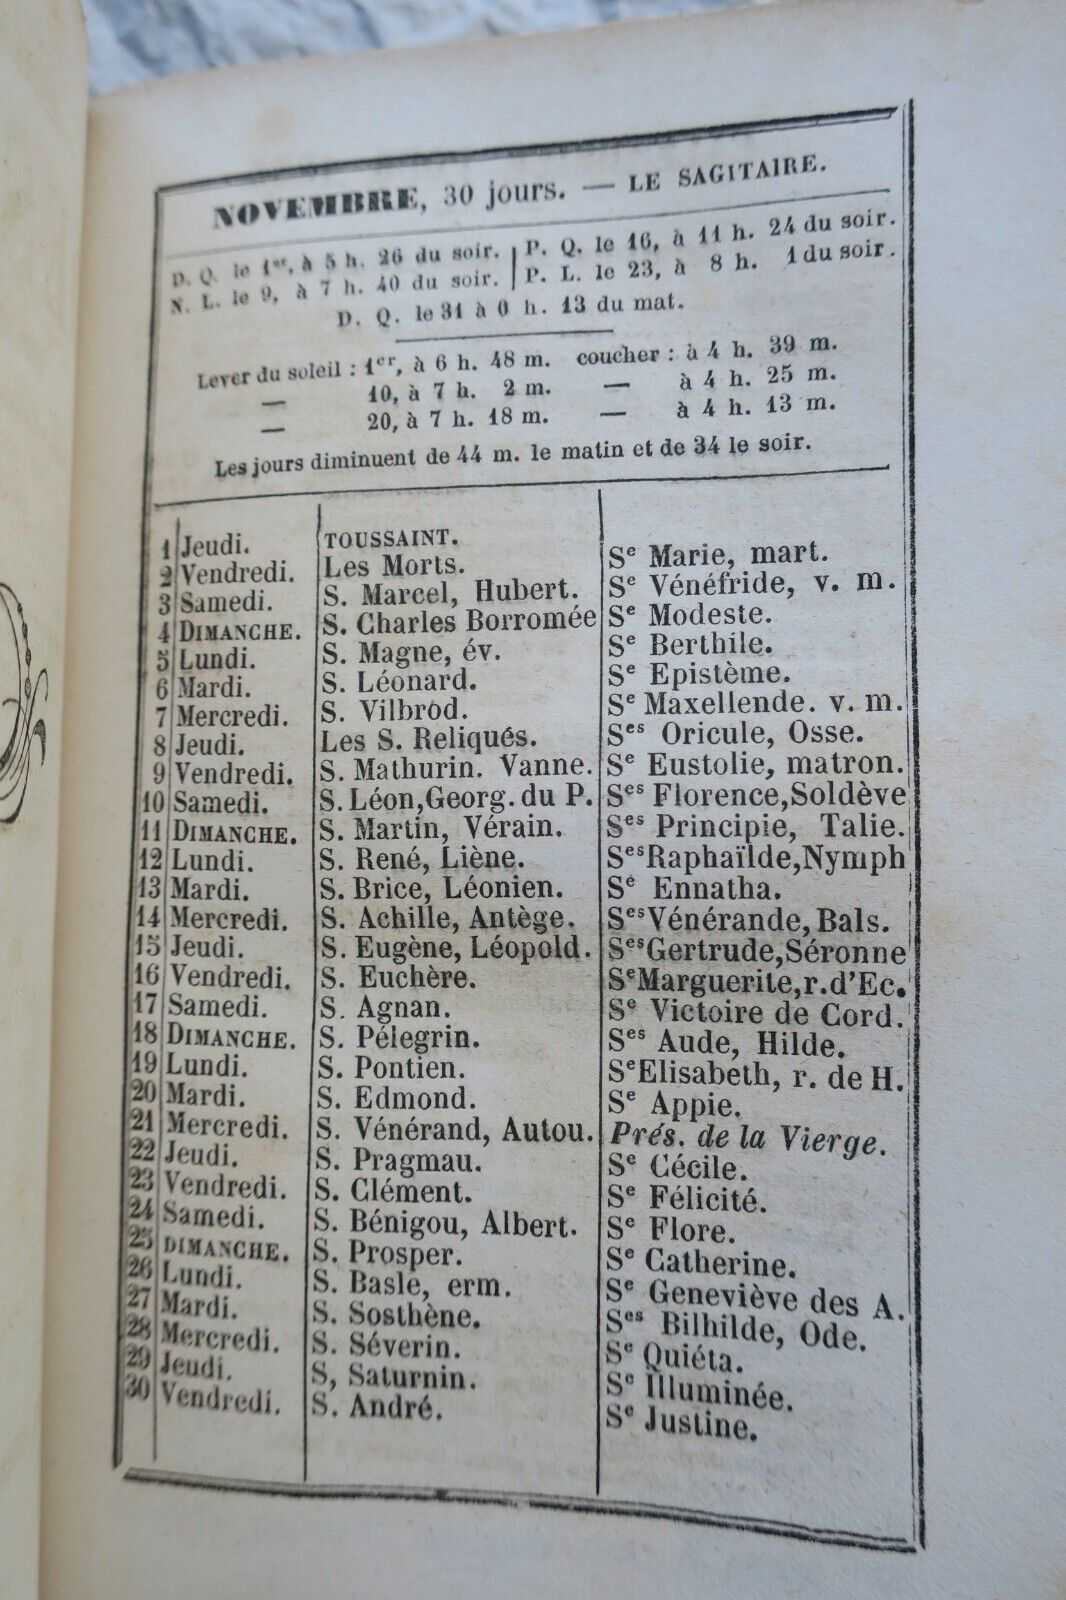 NOVEMBRE, 30 jours. — LE SAGITAIRE.
D. Q. le 1er, à 5 h. 26 du soir. P. Q. le 16, à 11 h. 24 du soir.
N. L. le 9, à 7 h. 40 du soir. P. L. le 23, à 8 h. 1 du soir.
D. Q. le 31 à 0 h. 13 du mat.
Lever du soleil : 1er, à 6 h. 48 m. coucher : à 4 h. 39 m.
— 10, à 7 h. 2 m. — à 4 h. 25 m.
— 20, à 7 h. 18 m. — à 4 h. 13 m.
Les jours diminuent de 44 m. le matin et de 34 le soir.
1 Jeudi. TOUSSAINT. Se Marie, mart.
2 Vendredi. Les Morts. Se Vénéfride, v. m.
3 Samedi. S. Marcel, Hubert. Se Modeste.
4 DIMANCHE. S. Charles Borromée Se Berthile.
5 Lundi. S. Magne, év. Se Epistème.
6 Mardi. S. Léonard. Se Maxellende. v. m.
7 Mercredi. S. Vilbrod. Ses Oricule, Osse.
8 Jeudi. Les S. Reliqués. Se Eustolie, matron.
9 Vendredi. S. Mathurin. Vanne. Ses Florence, Soldève
10 Samedi. S. Léon, Georg. du P. Ses Principie, Talie.
11 DIMANCHE. S. Martin, Vérain. Ses Raphaïlde, Nymph
12 Lundi. S. René, Liène. Se Ennatha.
13 Mardi. S. Brice, Léonien. Ses Vénérande, Bals.
14 Mercredi. S. Achille, Antège. Ses Gertrude, Séronne
15 Jeudi. S. Eugène, Léopold. Se Marguerite, r. d'Ec.
16 Vendredi. S. Euchère. Se Victoire de Cord.
17 Samedi. S. Agnan. Ses Aude, Hilde.
18 DIMANCHE. S. Pélegrin. Se Elisabeth, r. de H.
19 Lundi. S. Pontien. Se Appie.
20 Mardi. S. Edmond. Prés. de la Vierge.
21 Mercredi. S. Vénérand, Autou. Se Cécile.
22 Jeudi. S. Pragmau. Se Félicité.
23 Vendredi. S. Clément. Se Flore.
24 Samedi. S. Bénigou, Albert. Se Catherine.
25 DIMANCHE. S. Prosper. Se Geneviève des A.
26 Lundi. S. Basle, erm. Ses Bilhilde, Ode.
27 Mardi. S. Sosthène. Se Quiéta.
28 Mercredi. S. Séverin. Se Illuminée.
29 Jeudi. S, Saturnin. Se Justine.
30 Vendredi. S. André.